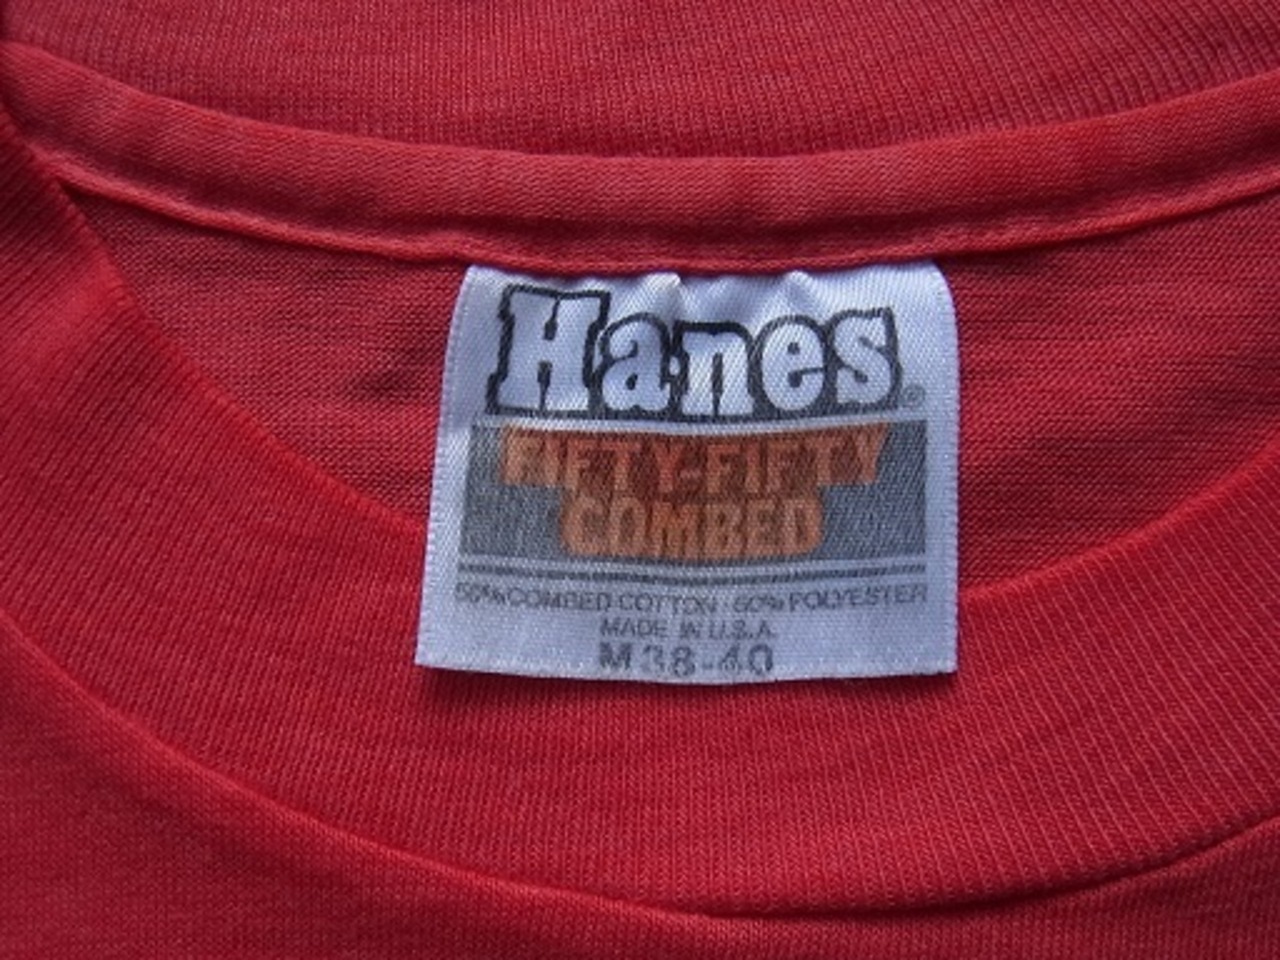 Hanes®
FIFTY-FIFTY
COMBED
50% COMBED COTTON · 50% POLYESTER
MADE IN U.S.A.
M 38-40